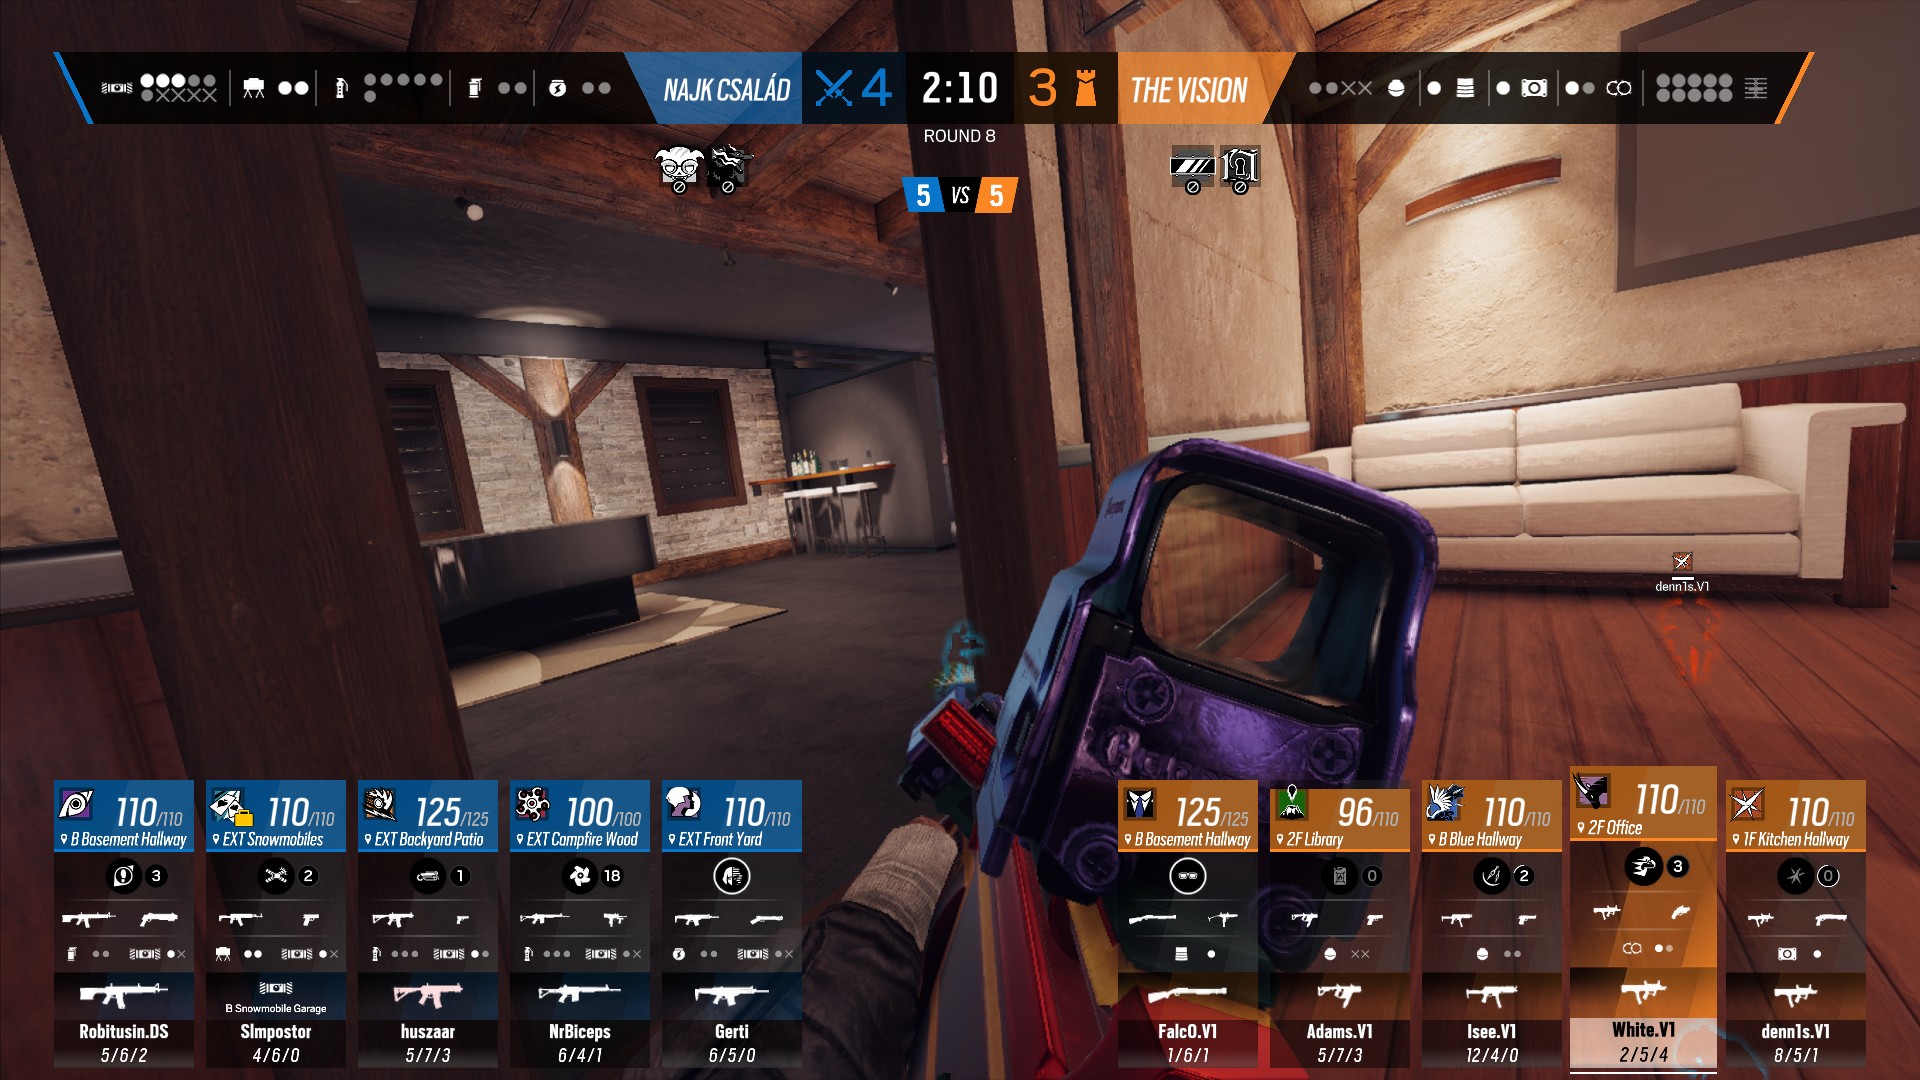 NAJK CSALÁD
4
2:10
3
THE VISION
ROUND 8
5 VS 5
denn1s.V1
110/110
B Basement Hallway
3
Robitusin.DS
5/6/2
110/110
EXT Snowmobiles
2
B Snowmobile Garage
SImpostor
4/6/0
125/125
EXT Backyard Patio
1
huszaar
5/7/3
100/100
EXT Campfire Wood
18
NrBiceps
6/4/1
110/110
EXT Front Yard
Gerti
6/5/0
125/125
B Basement Hallway
FalcO.V1
1/6/1
96/110
2F Library
0
Adams.V1
5/7/3
110/110
B Blue Hallway
2
Isee.V1
12/4/0
110/110
2F Office
3
White.V1
2/5/4
110/110
1F Kitchen Hallway
0
denn1s.V1
8/5/1